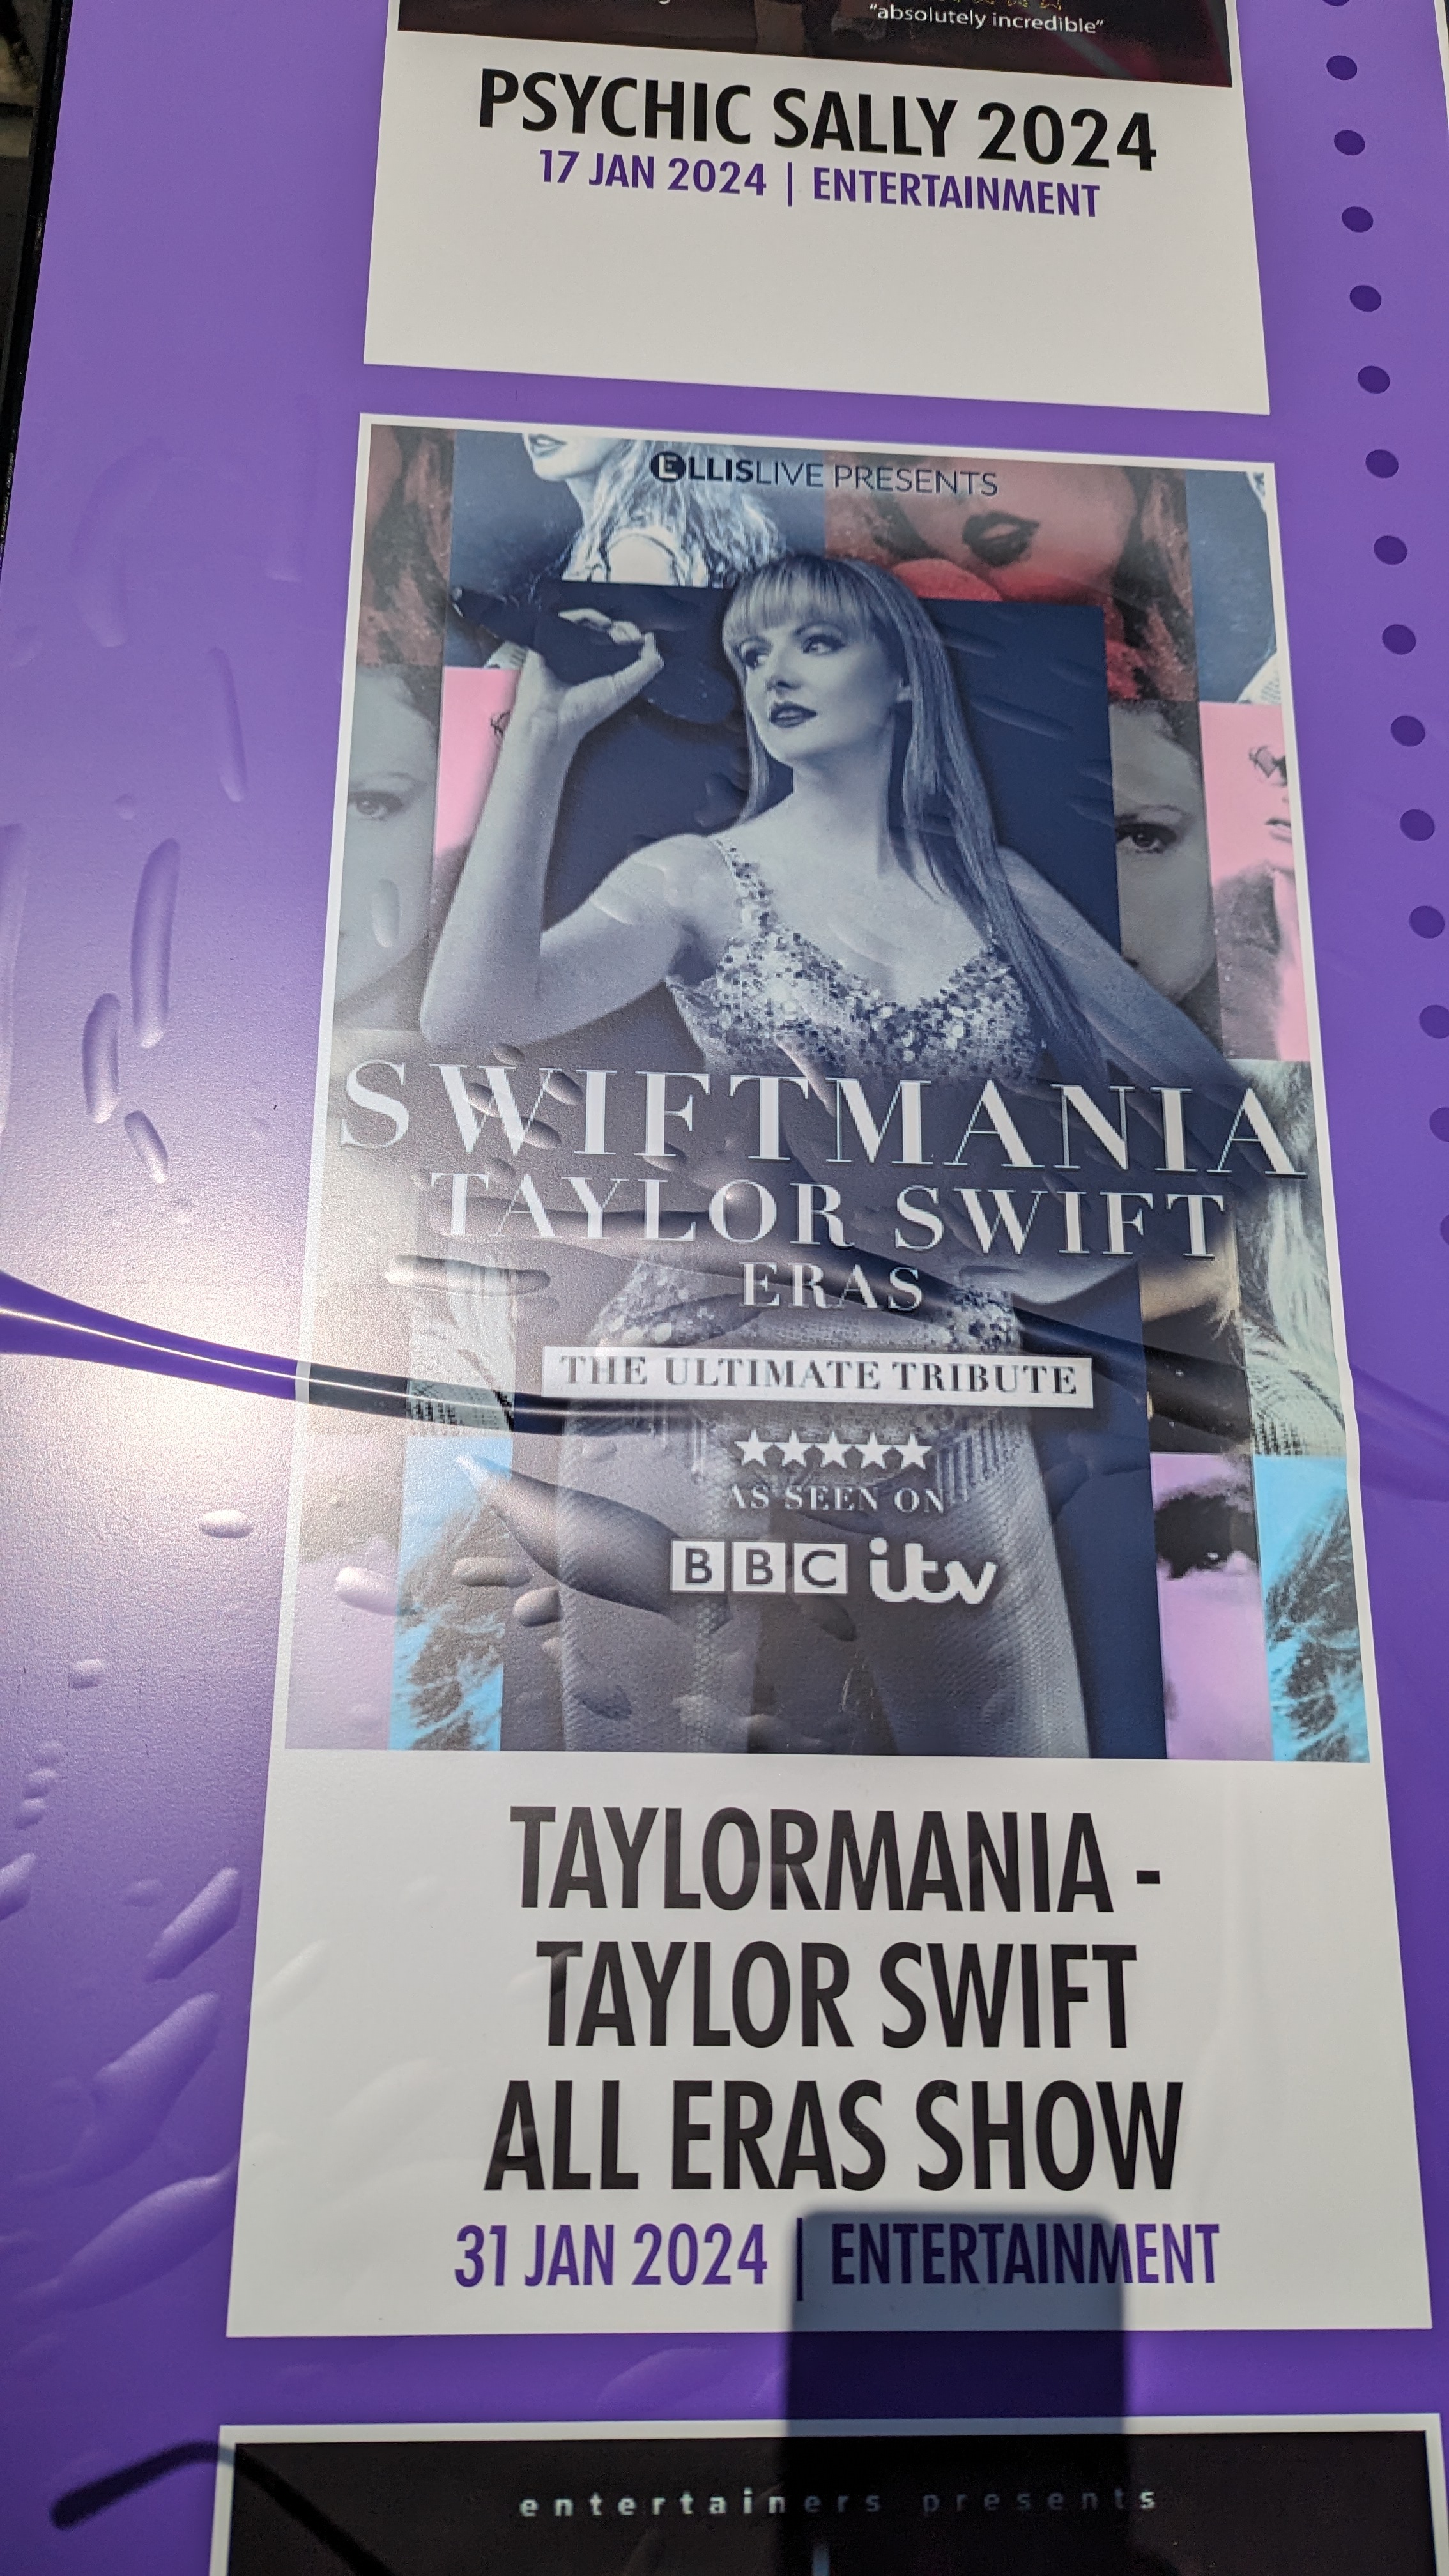 "absolutely incredible"
PSYCHIC SALLY 2024
17 JAN 2024 | ENTERTAINMENT
ELLISLIVE PRESENTS
SWIFTMANIA
TAYLOR SWIFT
ERAS
THE ULTIMATE TRIBUTE
AS SEEN ON
BBC itv
TAYLORMANIA -
TAYLOR SWIFT
ALL ERAS SHOW
31 JAN 2024 | ENTERTAINMENT
entertainers presents